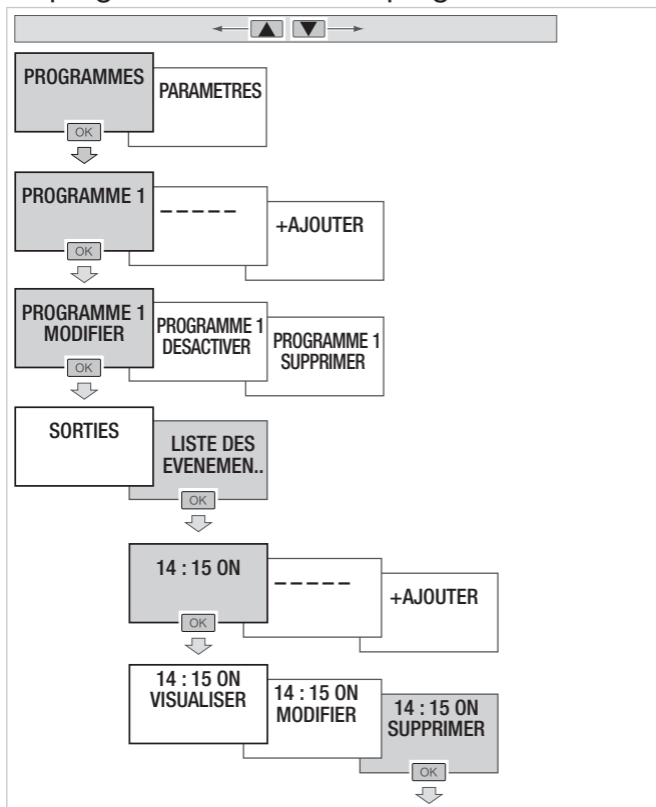 PROGRAMMES
PARAMETRES
OK
PROGRAMME 1
-----
+AJOUTER
OK
PROGRAMME 1
MODIFIER
PROGRAMME 1
DESACTIVER
PROGRAMME 1
SUPPRIMER
OK
SORTIES
LISTE DES
EVENEMEN..
OK
14 : 15 ON
-----
+AJOUTER
OK
14 : 15 ON
VISUALISER
14 : 15 ON
MODIFIER
14 : 15 ON
SUPPRIMER
OK